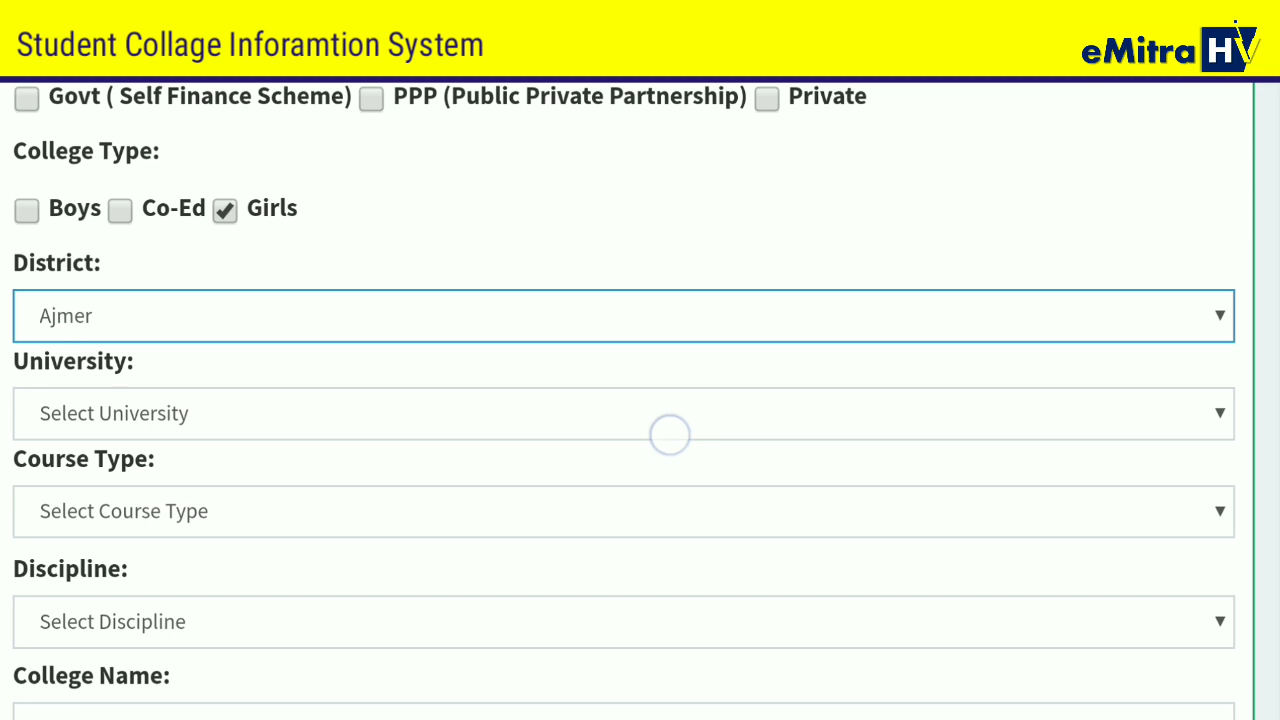 Student Collage Inforamtion System
eMitra HV
Govt ( Self Finance Scheme) PPP (Public Private Partnership) Private
College Type:
Boys Co-Ed Girls
District:
Ajmer
University:
Select University
Course Type:
Select Course Type
Discipline:
Select Discipline
College Name: